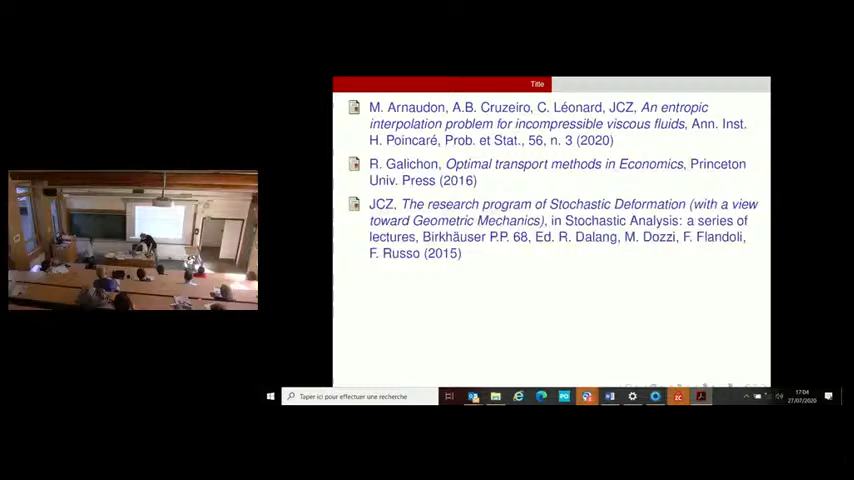 Title
M. Arnaudon, A.B. Cruzeiro, C. Léonard, JCZ, An entropic
interpolation problem for incompressible viscous fluids, Ann. Inst.
H. Poincaré, Prob. et Stat., 56, n. 3 (2020)
R. Galichon, Optimal transport methods in Economics, Princeton
Univ. Press (2016)
JCZ, The research program of Stochastic Deformation (with a view
toward Geometric Mechanics), in Stochastic Analysis: a series of
lectures, Birkhäuser P.P. 68, Ed. R. Dalang, M. Dozzi, F. Flandoli,
F. Russo (2015)
Taper ici pour effectuer une recherche
17:04
27/07/2020